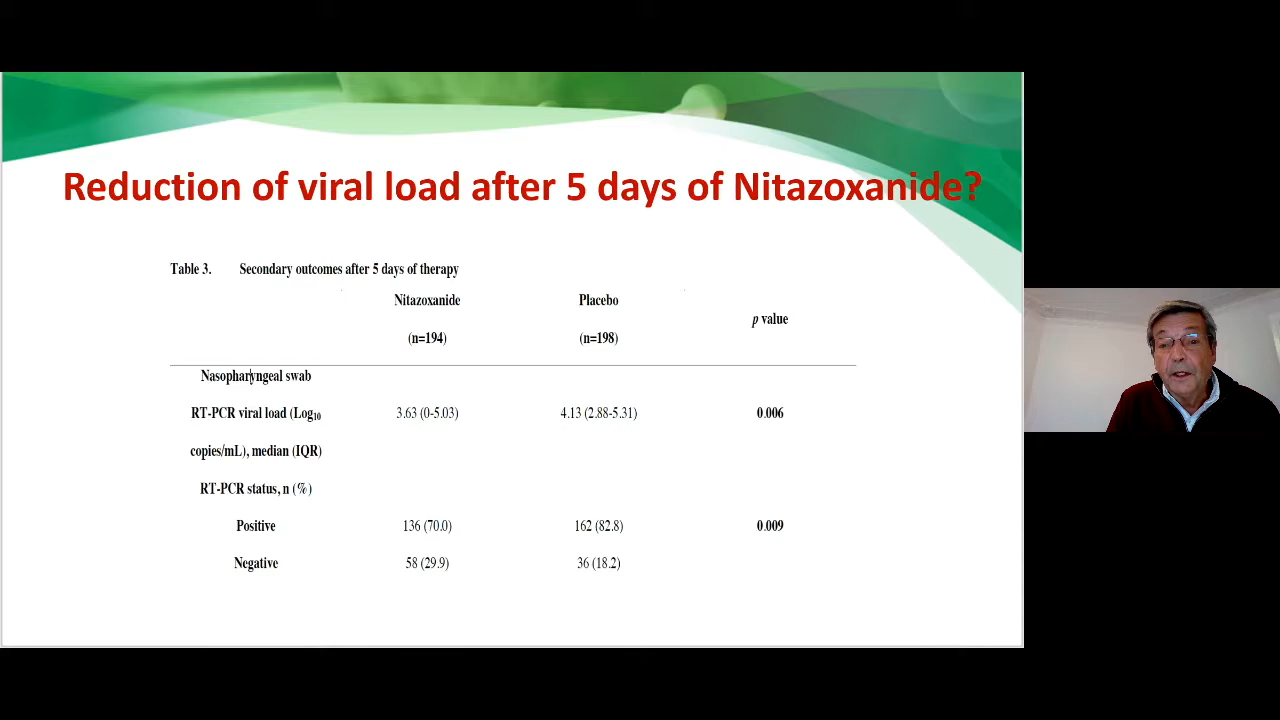 Reduction of viral load after 5 days of Nitazoxanide?
Table 3. Secondary outcomes after 5 days of therapy
Nitazoxanide Placebo
p value
(n=194) (n=198)
Nasopharyngeal swab
RT-PCR viral load (Log₁₀ 3.63 (0-5.03) 4.13 (2.88-5.31) 0.006
copies/mL), median (IQR)
RT-PCR status, n (%)
Positive 136 (70.0) 162 (82.8) 0.009
Negative 58 (29.9) 36 (18.2)